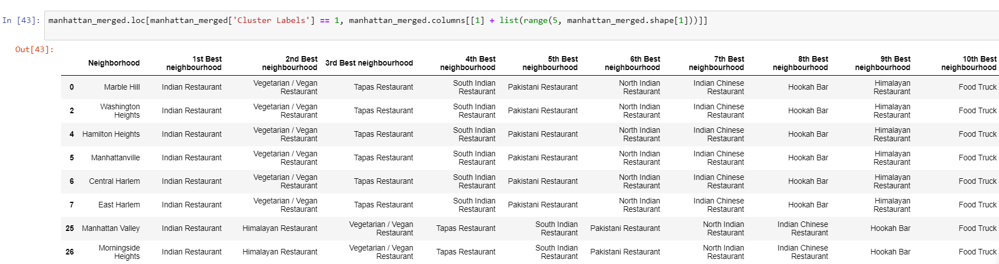 In [43]: manhattan_merged.loc[manhattan_merged['Cluster Labels'] == 1, manhattan_merged.columns[[1] + list(range(5, manhattan_merged.shape[1]))]]
Out[43]:
Neighborhood 1st Best neighbourhood 2nd Best neighbourhood 3rd Best neighbourhood 4th Best neighbourhood 5th Best neighbourhood 6th Best neighbourhood 7th Best neighbourhood 8th Best neighbourhood 9th Best neighbourhood 10th Best neighbourhood
0 Marble Hill Indian Restaurant Vegetarian / Vegan Restaurant Tapas Restaurant South Indian Restaurant Pakistani Restaurant North Indian Restaurant Indian Chinese Restaurant Hookah Bar Himalayan Restaurant Food Truck
2 Washington Heights Indian Restaurant Vegetarian / Vegan Restaurant Tapas Restaurant South Indian Restaurant Pakistani Restaurant North Indian Restaurant Indian Chinese Restaurant Hookah Bar Himalayan Restaurant Food Truck
4 Hamilton Heights Indian Restaurant Vegetarian / Vegan Restaurant Tapas Restaurant South Indian Restaurant Pakistani Restaurant North Indian Restaurant Indian Chinese Restaurant Hookah Bar Himalayan Restaurant Food Truck
5 Manhattanville Indian Restaurant Vegetarian / Vegan Restaurant Tapas Restaurant South Indian Restaurant Pakistani Restaurant North Indian Restaurant Indian Chinese Restaurant Hookah Bar Himalayan Restaurant Food Truck
6 Central Harlem Indian Restaurant Vegetarian / Vegan Restaurant Tapas Restaurant South Indian Restaurant Pakistani Restaurant North Indian Restaurant Indian Chinese Restaurant Hookah Bar Himalayan Restaurant Food Truck
7 East Harlem Indian Restaurant Vegetarian / Vegan Restaurant Tapas Restaurant South Indian Restaurant Pakistani Restaurant North Indian Restaurant Indian Chinese Restaurant Hookah Bar Himalayan Restaurant Food Truck
25 Manhattan Valley Indian Restaurant Himalayan Restaurant Vegetarian / Vegan Restaurant Tapas Restaurant South Indian Restaurant Pakistani Restaurant North Indian Restaurant Indian Chinese Restaurant Hookah Bar Food Truck
26 Morningside Heights Indian Restaurant Himalayan Restaurant Vegetarian / Vegan Restaurant Tapas Restaurant South Indian Restaurant Pakistani Restaurant North Indian Restaurant Indian Chinese Restaurant Hookah Bar Food Truck